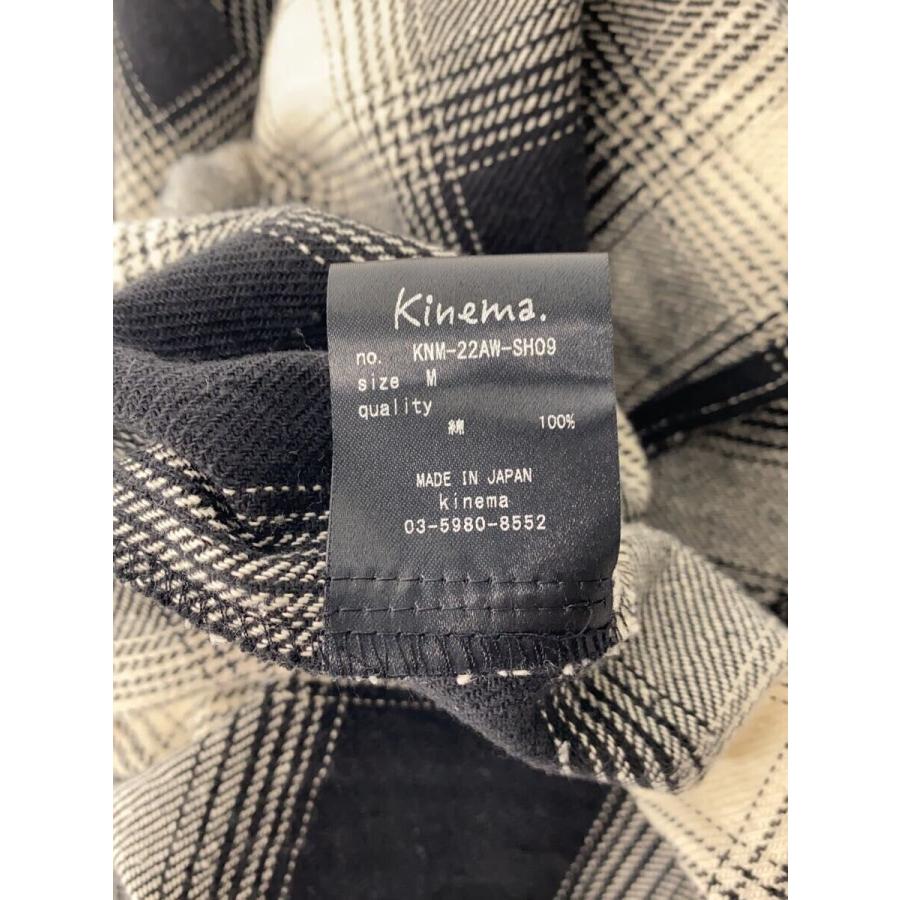 Kinema.
no. KNM-22AW-SH09
size M
quality
綿 100%
MADE IN JAPAN
kinema
03-5980-8552